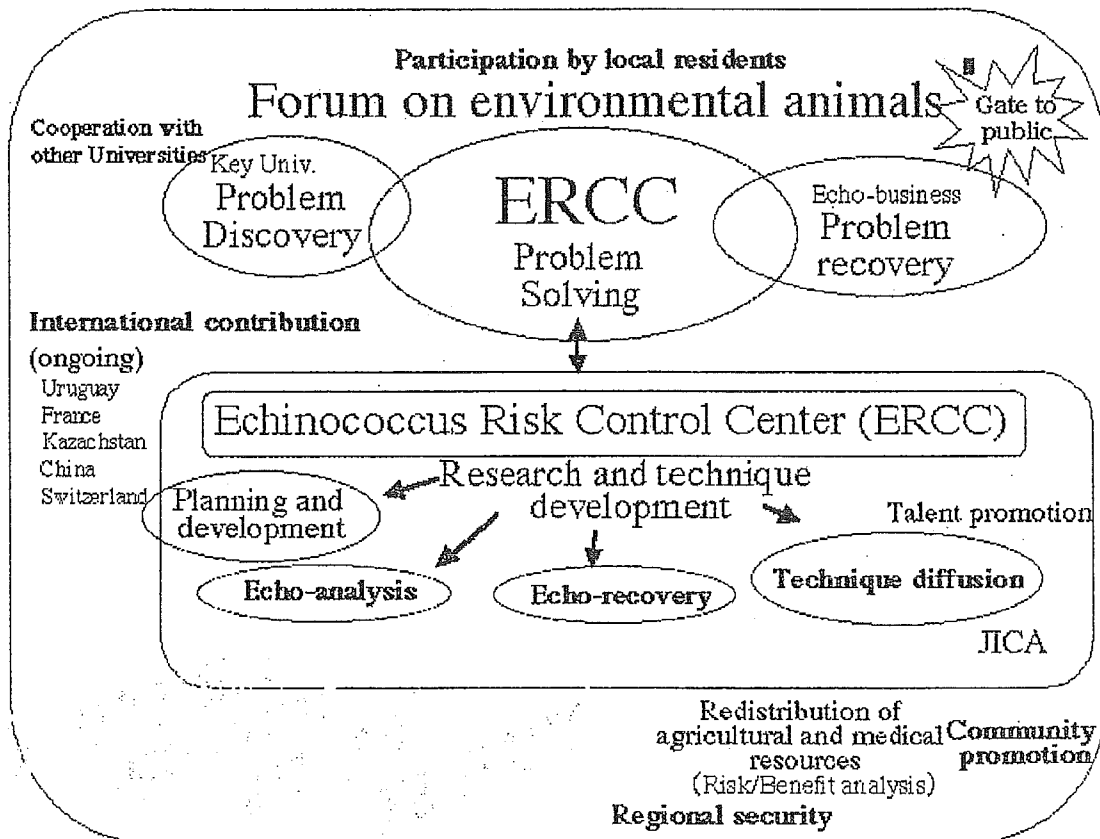 Participation by local residents
Forum on environmental animals
Gate to
public
Cooperation with
other Universities
Key Univ.
Problem
Discovery
ERCC
Problem
Solving
Echo-business
Problem
recovery
International contribution
(ongoing)
Uruguay
France
Kazachstan
China
Switzerland
Echinococcus Risk Control Center (ERCC)
Research and technique
development
Planning and
development
Echo-analysis
Echo-recovery
Talent promotion
Technique diffusion
JICA
Redistribution of
agricultural and medical
resources
(Risk/Benefit analysis)
Community
promotion
Regional security